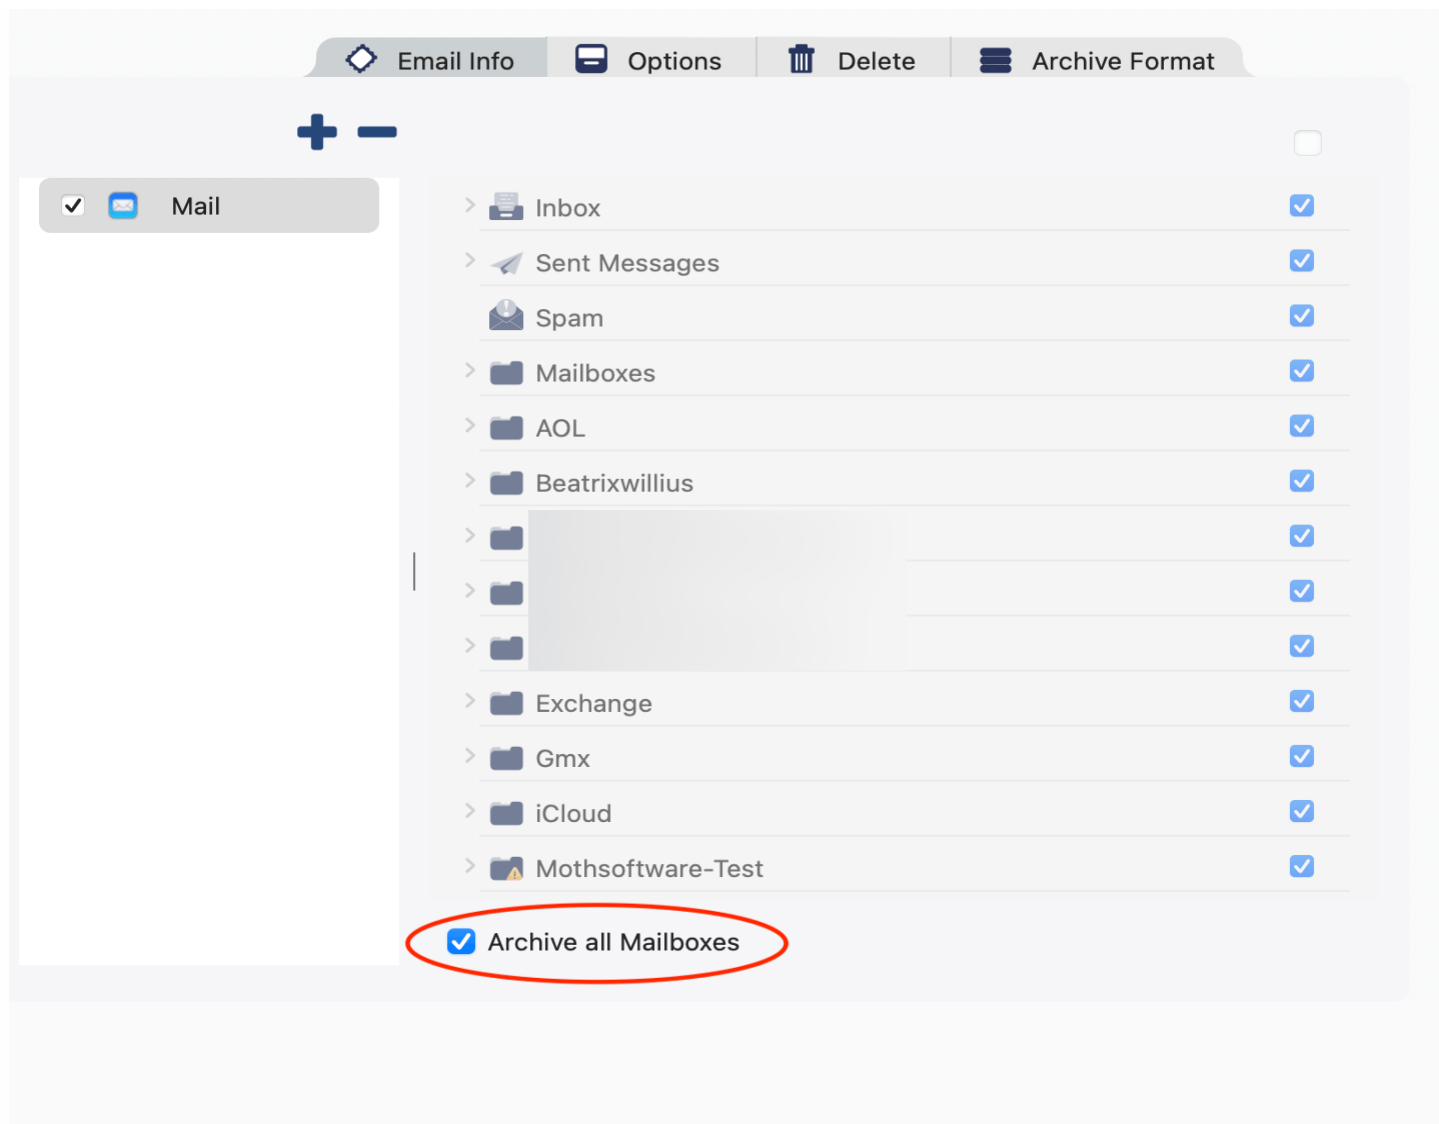 Email Info
Options
Delete
Archive Format
Mail
Inbox
Sent Messages
Spam
Mailboxes
AOL
Beatrixwillius
Exchange
Gmx
iCloud
Mothsoftware-Test
Archive all Mailboxes